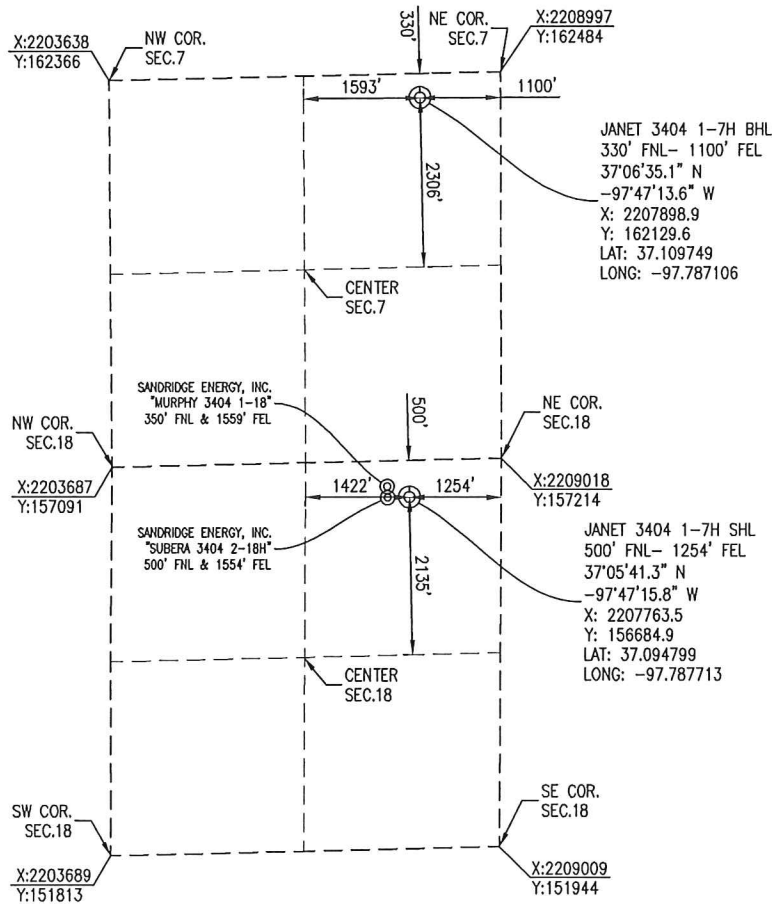 X:2203638
Y:162366
NW COR.
SEC.7
330'
NE COR.
SEC.7
X:2208997
Y:162484
1593'
1100'
2306'
JANET 3404 1-7H BHL
330' FNL- 1100' FEL
37°06'35.1" N
-97°47'13.6" W
X: 2207898.9
Y: 162129.6
LAT: 37.109749
LONG: -97.787106
CENTER
SEC.7
SANDRIDGE ENERGY, INC.
"MURPHY 3404 1-18"
350' FNL & 1559' FEL
500'
NE COR.
SEC.18
NW COR.
SEC.18
X:2203687
Y:157091
X:2209018
Y:157214
1422'
1254'
SANDRIDGE ENERGY, INC.
"SUBERA 3404 2-18H"
500' FNL & 1554' FEL
2135'
JANET 3404 1-7H SHL
500' FNL- 1254' FEL
37°05'41.3" N
-97°47'15.8" W
X: 2207763.5
Y: 156684.9
LAT: 37.094799
LONG: -97.787713
CENTER
SEC.18
SW COR.
SEC.18
X:2203689
Y:151813
SE COR.
SEC.18
X:2209009
Y:151944